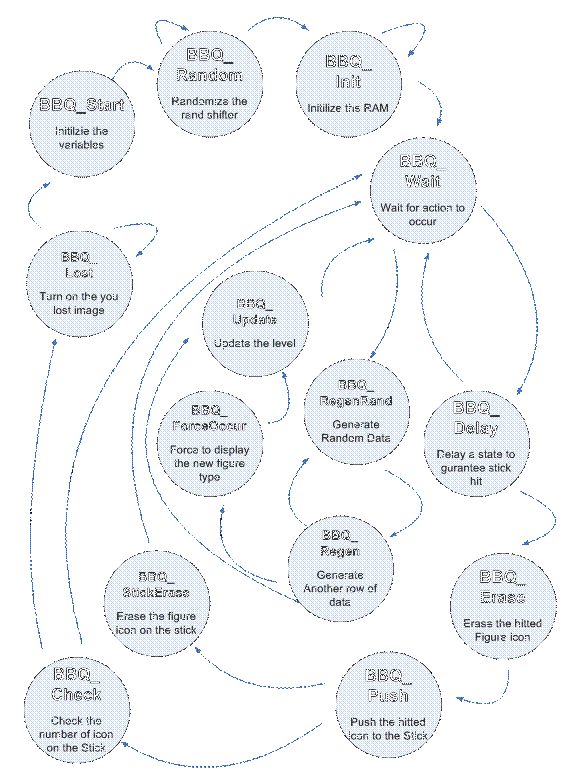 BBQ_
Random
Randomize the
rand shifter
BBQ_
Init
Initilize the RAM
BBQ_Start
Initilzie the
variables
BBQ_
Wait
Wait for action to
occur
BBQ_
Lost
Turn on the you
lost image
BBQ_
Update
Update the level
BBQ_
RegenRand
Generate
Random Data
BBQ_
ForceOccur
Force to display
the new figure
type
BBQ_
Delay
Delay a state to
gurantee stick
hit
BBQ_
Regen
Generate
Another row of
data
BBQ_
StickErase
Erase the figure
icon on the stick
BBQ_
Erase
Erase the hitted
Figure icon
BBQ_
Check
Check the
number of icon
on the Stick
BBQ_
Push
Push the hitted
icon to the Stick